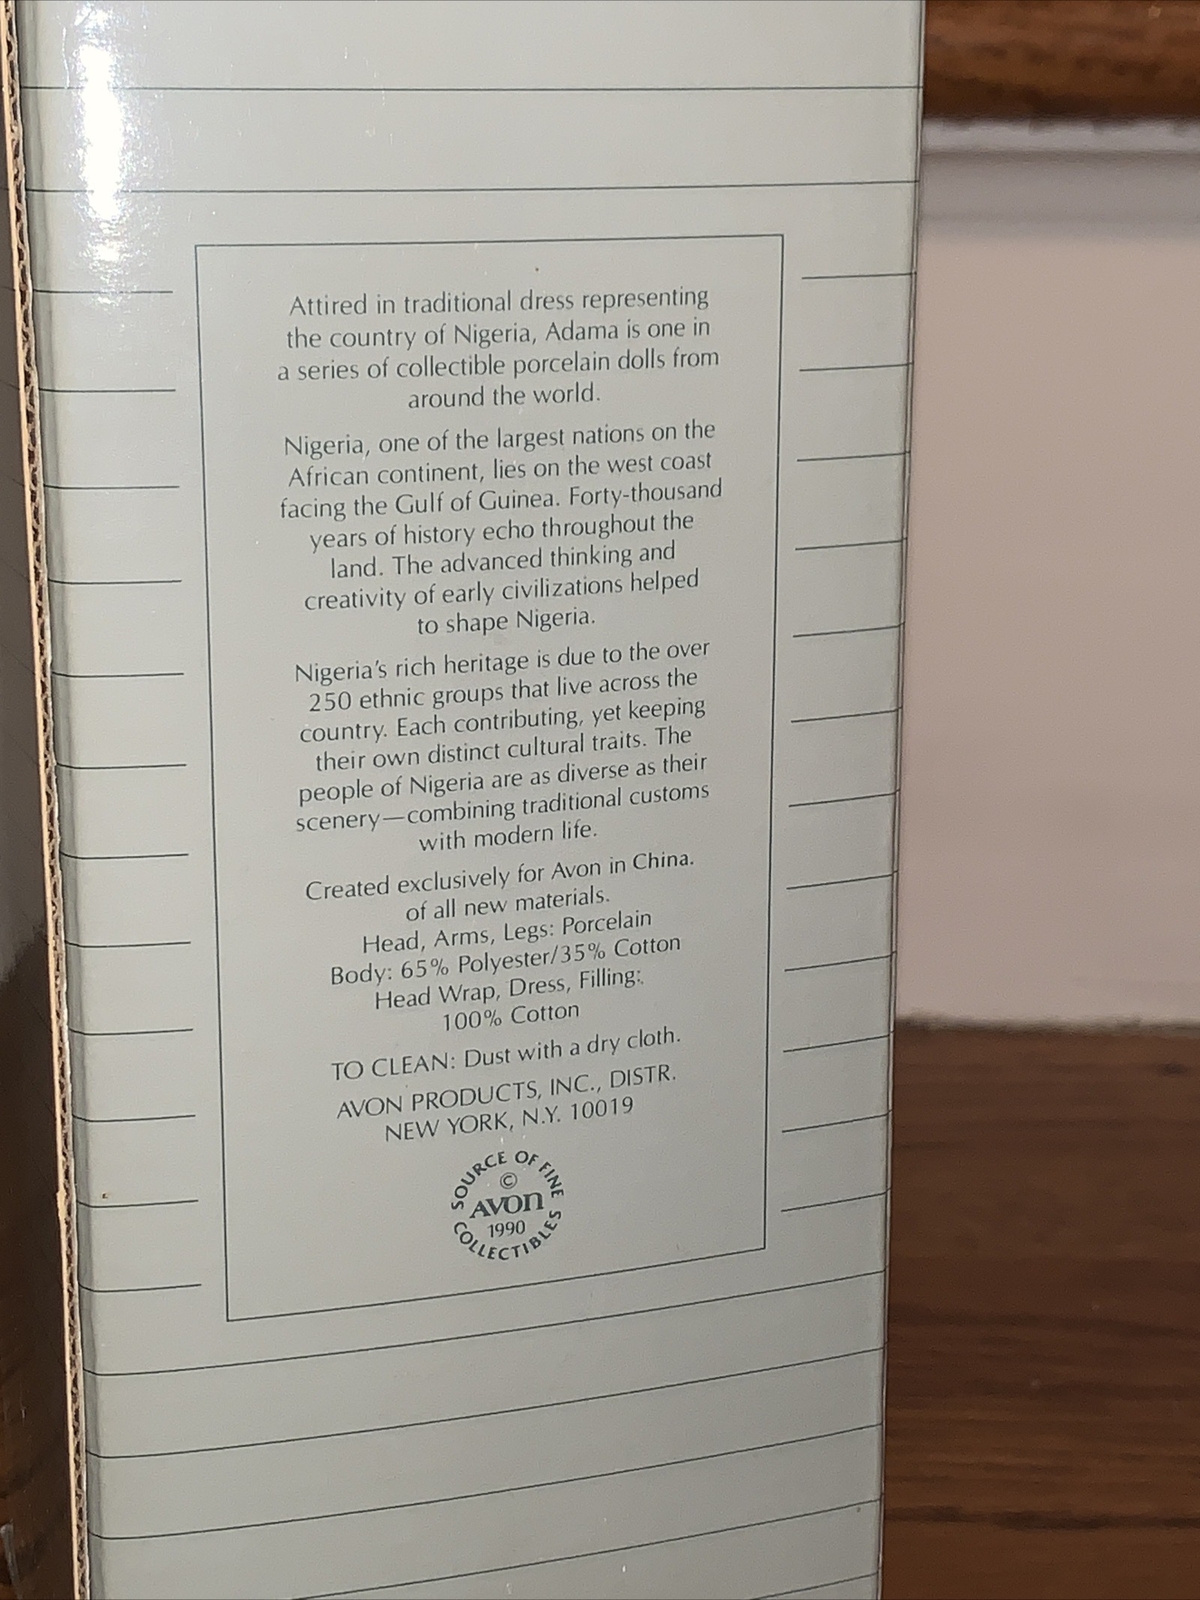 Attired in traditional dress representing
the country of Nigeria, Adama is one in
a series of collectible porcelain dolls from
around the world.
Nigeria, one of the largest nations on the
African continent, lies on the west coast
facing the Gulf of Guinea. Forty-thousand
years of history echo throughout the
land. The advanced thinking and
creativity of early civilizations helped
to shape Nigeria.
Nigeria's rich heritage is due to the over
250 ethnic groups that live across the
country. Each contributing, yet keeping
their own distinct cultural traits. The
people of Nigeria are as diverse as their
scenery—combining traditional customs
with modern life.
Created exclusively for Avon in China.
of all new materials.
Head, Arms, Legs: Porcelain
Body: 65% Polyester/35% Cotton
Head Wrap, Dress, Filling:
100% Cotton
TO CLEAN: Dust with a dry cloth.
AVON PRODUCTS, INC., DISTR.
NEW YORK, N.Y. 10019
SOURCE OF FINE
©
AVON
1990
COLLECTIBLES